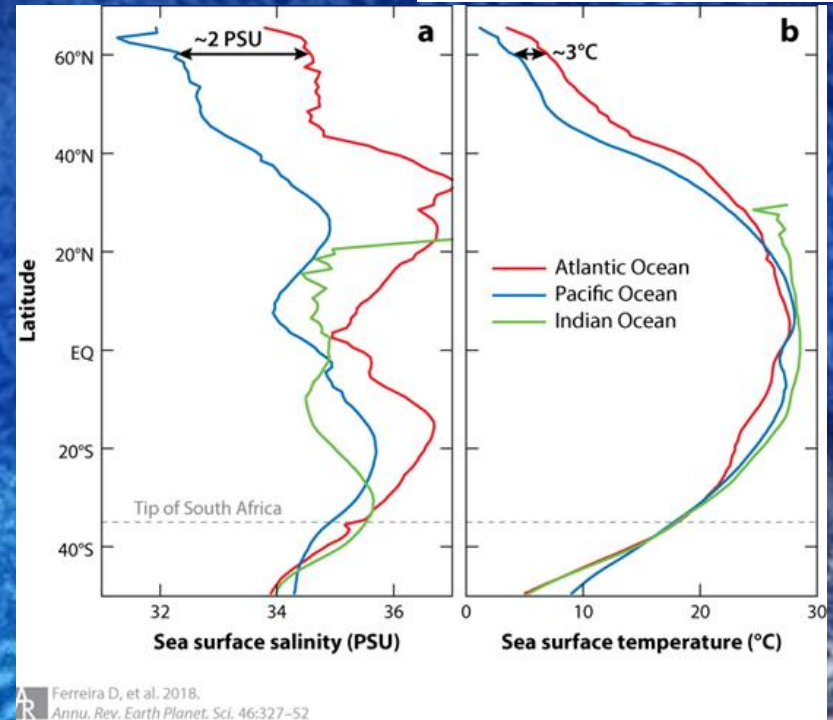 a
~2 PSU
60°N
40°N
20°N
EQ
20°S
40°S
Latitude
Tip of South Africa
32
34
36
Sea surface salinity (PSU)
b
~3°C
Atlantic Ocean
Pacific Ocean
Indian Ocean
0
10
20
30
Sea surface temperature (°C)
AR
Ferreira D, et al. 2018.
Annu. Rev. Earth Planet. Sci. 46:327–52